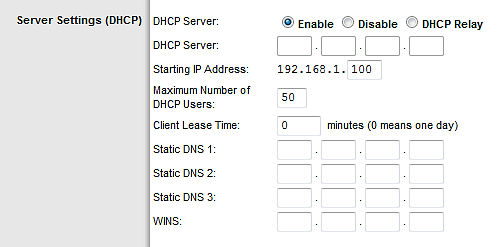 Server Settings (DHCP) DHCP Server: Enable Disable DHCP Relay
DHCP Server: . . .
Starting IP Address: 192.168.1. 100
Maximum Number of
DHCP Users: 50
Client Lease Time: 0 minutes (0 means one day)
Static DNS 1: . . .
Static DNS 2: . . .
Static DNS 3: . . .
WINS: . . .